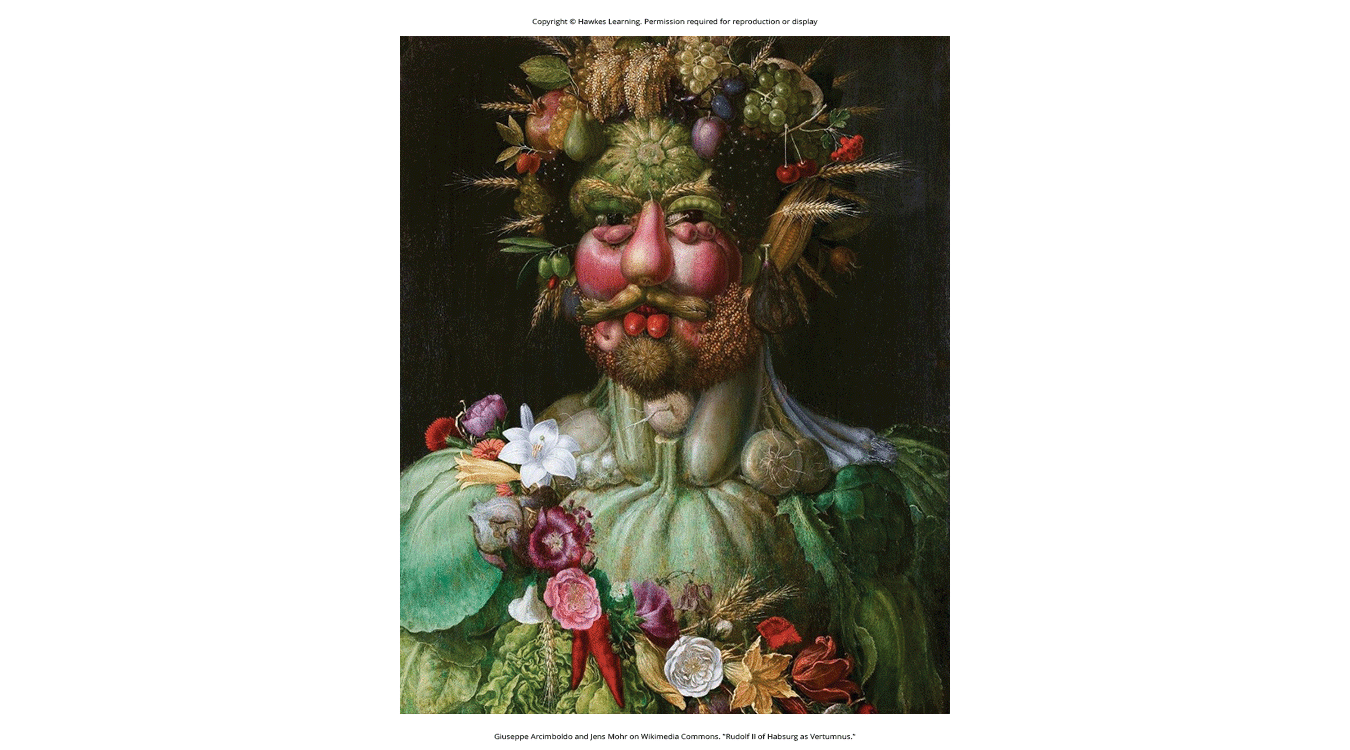 Copyright © Hawkes Learning. Permission required for reproduction or display
Giuseppe Arcimboldo and Jens Mohr on Wikimedia Commons. "Rudolf II of Habsurg as Vertumnus."